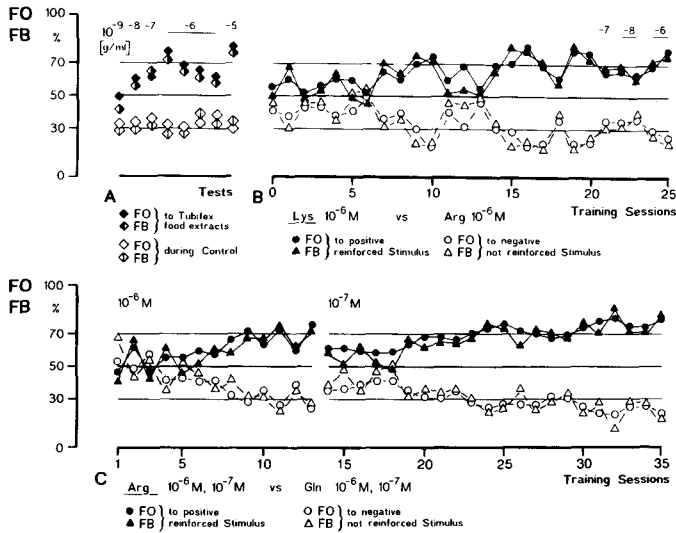 FO
FB
%
100
70
50
30
0
10⁻⁹ -8 -7 -6 -5
[g/ml]
Tests
A
FO } to Tubifex
FB } food extracts
FO } during Control
FB
-7 -8 -6
0 5 10 15 20 25
B
Lys 10⁻⁶M vs Arg 10⁻⁶M
Training Sessions
FO } to positive
FB } reinforced Stimulus
FO } to negative
FB } not reinforced Stimulus
FO
FB
%
100
70
50
30
0
10⁻⁶M
10⁻⁷M
1 5 10 15 20 25 30 35
Training Sessions
C
Arg 10⁻⁶M, 10⁻⁷M vs Gln 10⁻⁶M, 10⁻⁷M
FO } to positive
FB } reinforced Stimulus
FO } to negative
FB } not reinforced Stimulus